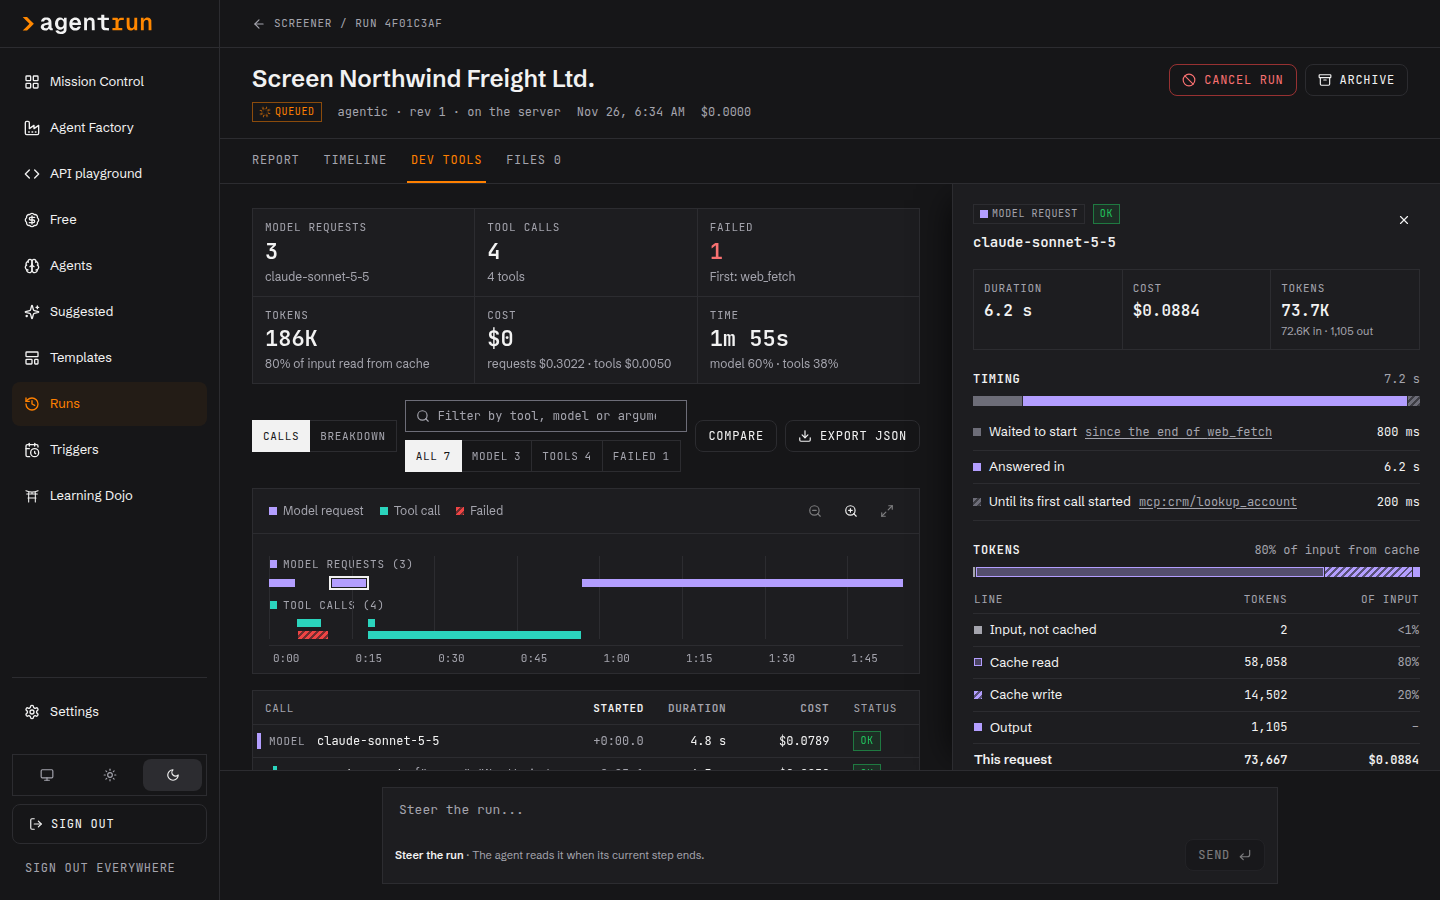 agentrun
Mission Control
Agent Factory
API playground
Free
Agents
Suggested
Templates
Runs
Triggers
Learning Dojo
Settings
SIGN OUT
SIGN OUT EVERYWHERE
SCREENER / RUN 4F01C3AF
Screen Northwind Freight Ltd.
QUEUED agentic · rev 1 · on the server Nov 26, 6:34 AM $0.0000
CANCEL RUN ARCHIVE
REPORT TIMELINE DEV TOOLS FILES 0
MODEL REQUESTS TOOL CALLS FAILED
3 4 1
claude-sonnet-5-5 4 tools First: web_fetch
TOKENS COST TIME
186K $0 1m 55s
80% of input read from cache requests $0.3022 · tools $0.0050 model 60% · tools 38%
CALLS BREAKDOWN
Filter by tool, model or argume
ALL 7 MODEL 3 TOOLS 4 FAILED 1
COMPARE EXPORT JSON
Model request Tool call Failed
MODEL REQUESTS (3)
TOOL CALLS (4)
0:00 0:15 0:30 0:45 1:00 1:15 1:30 1:45
CALL STARTED DURATION COST STATUS
MODEL claude-sonnet-5-5 +0:00.0 4.8 s $0.0789 OK
MODEL REQUEST OK
claude-sonnet-5-5
DURATION COST TOKENS
6.2 s $0.0884 73.7K
72.6K in · 1,105 out
TIMING 7.2 s
Waited to start since the end of web_fetch 800 ms
Answered in 6.2 s
Until its first call started mcp:crm/lookup_account 200 ms
TOKENS 80% of input from cache
LINE TOKENS OF INPUT
Input, not cached 2 <1%
Cache read 58,058 80%
Cache write 14,502 20%
Output 1,105 –
This request 73,667 $0.0884
Steer the run...
Steer the run · The agent reads it when its current step ends.
SEND